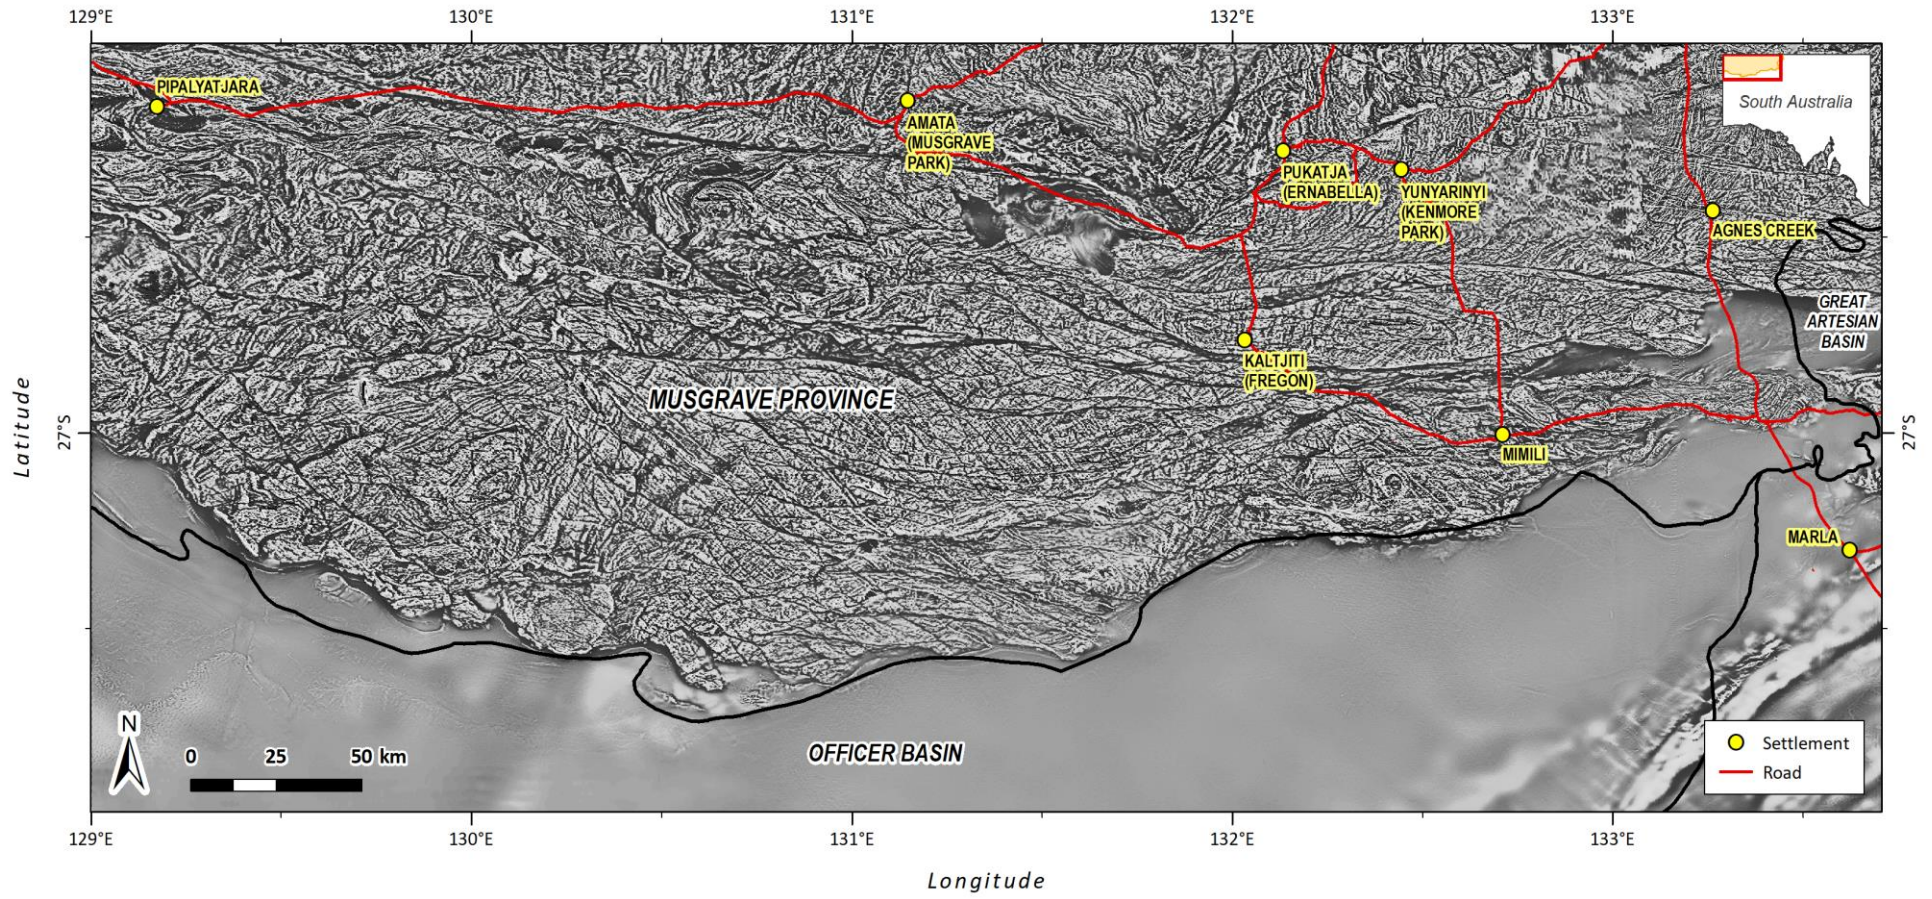 129°E
130°E
131°E
132°E
133°E
South Australia
PIPALYATJARA
AMATA
(MUSGRAVE
PARK)
PUKATJA
(ERNABELLA)
YUNYARINYI
(KENMORE
PARK)
AGNES CREEK
GREAT
ARTESIAN
BASIN
KALTJITI
(FREGON)
MUSGRAVE PROVINCE
Latitude
27°S
27°S
MIMILI
MARLA
N
0 25 50 km
OFFICER BASIN
Settlement
Road
129°E
130°E
131°E
132°E
133°E
Longitude